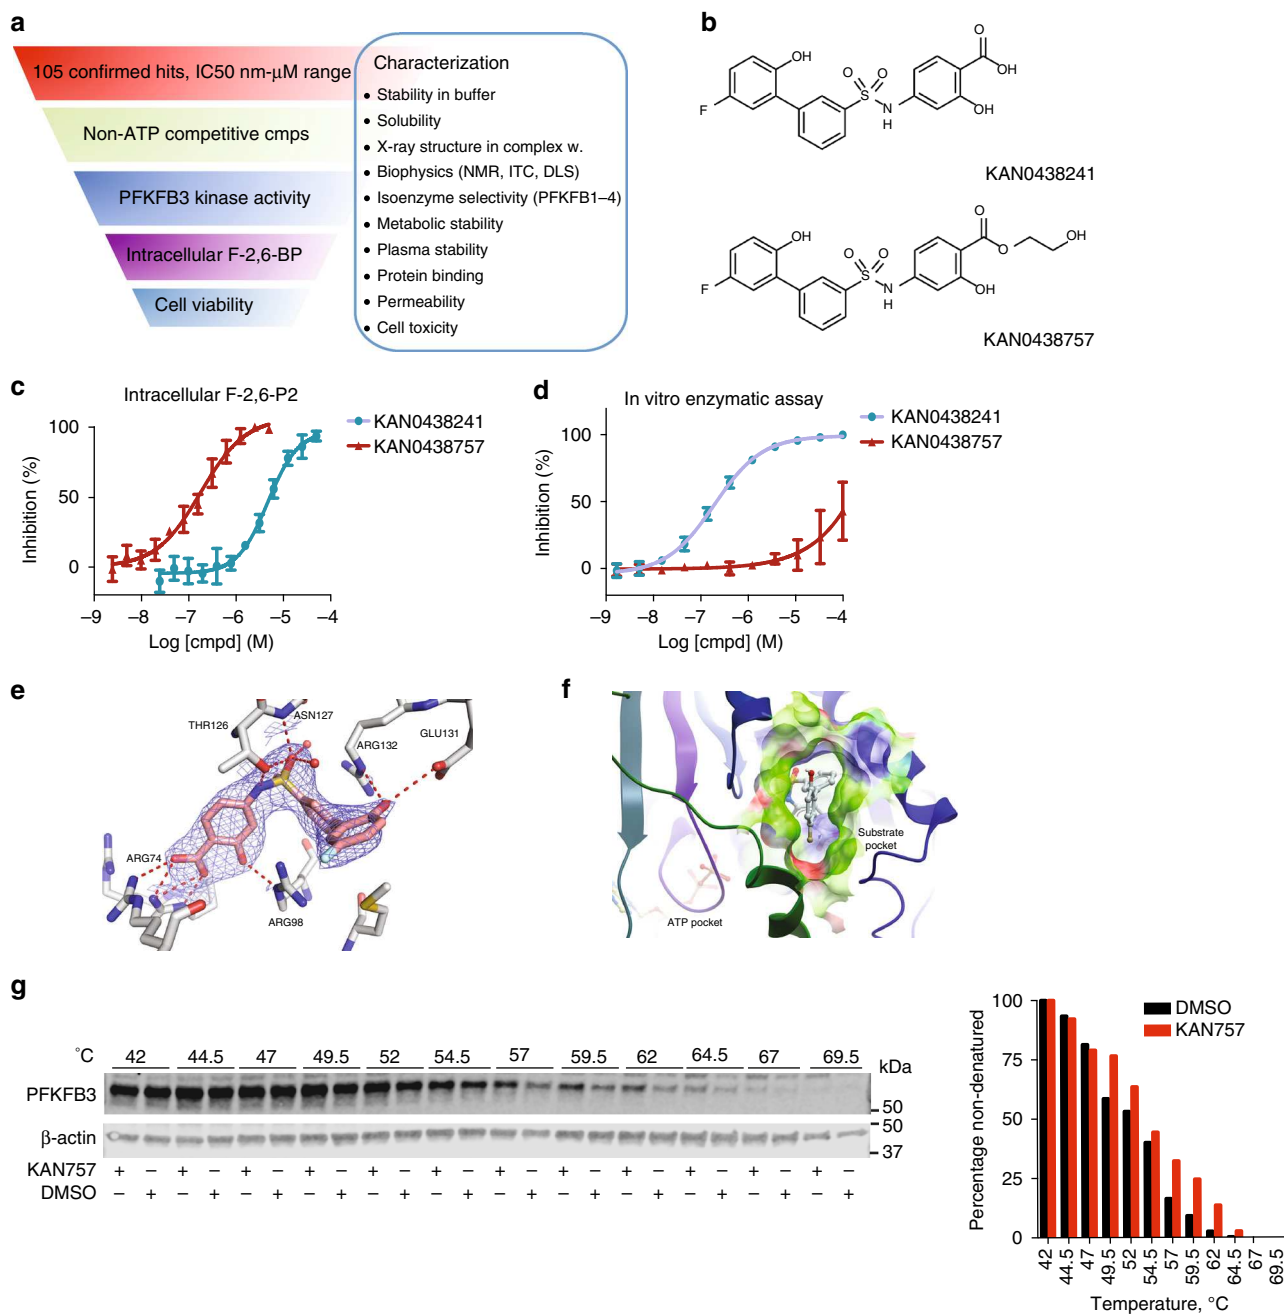 a
105 confirmed hits, IC50 nm-μM range
Non-ATP competitive cmps
PFKFB3 kinase activity
Intracellular F-2,6-BP
Cell viability
Characterization
• Stability in buffer
• Solubility
• X-ray structure in complex w.
• Biophysics (NMR, ITC, DLS)
• Isoenzyme selectivity (PFKFB1–4)
• Metabolic stability
• Plasma stability
• Protein binding
• Permeability
• Cell toxicity
b
OH
F
O O
S
N
H
O
OH
OH
KAN0438241
OH
F
O O
S
N
H
O
O
OH
OH
KAN0438757
c
Intracellular F-2,6-P2
KAN0438241
KAN0438757
Inhibition (%)
100
50
0
–9 –8 –7 –6 –5 –4
Log [cmpd] (M)
d
In vitro enzymatic assay
KAN0438241
KAN0438757
Inhibition (%)
100
50
0
–9 –8 –7 –6 –5 –4
Log [cmpd] (M)
e
THR126
ASN127
ARG132
GLU131
ARG74
ARG98
f
Substrate
pocket
ATP pocket
g
°C 42 44.5 47 49.5 52 54.5 57 59.5 62 64.5 67 69.5 kDa
PFKFB3
50
β-actin
50
37
KAN757 + – + – + – + – + – + – + – + – + – + – + – + –
DMSO – + – + – + – + – + – + – + – + – + – + – + – +
DMSO
KAN757
Percentage non-denatured
100
75
50
25
0
42 44.5 47 49.5 52 54.5 57 59.5 62 64.5 67 69.5
Temperature, °C